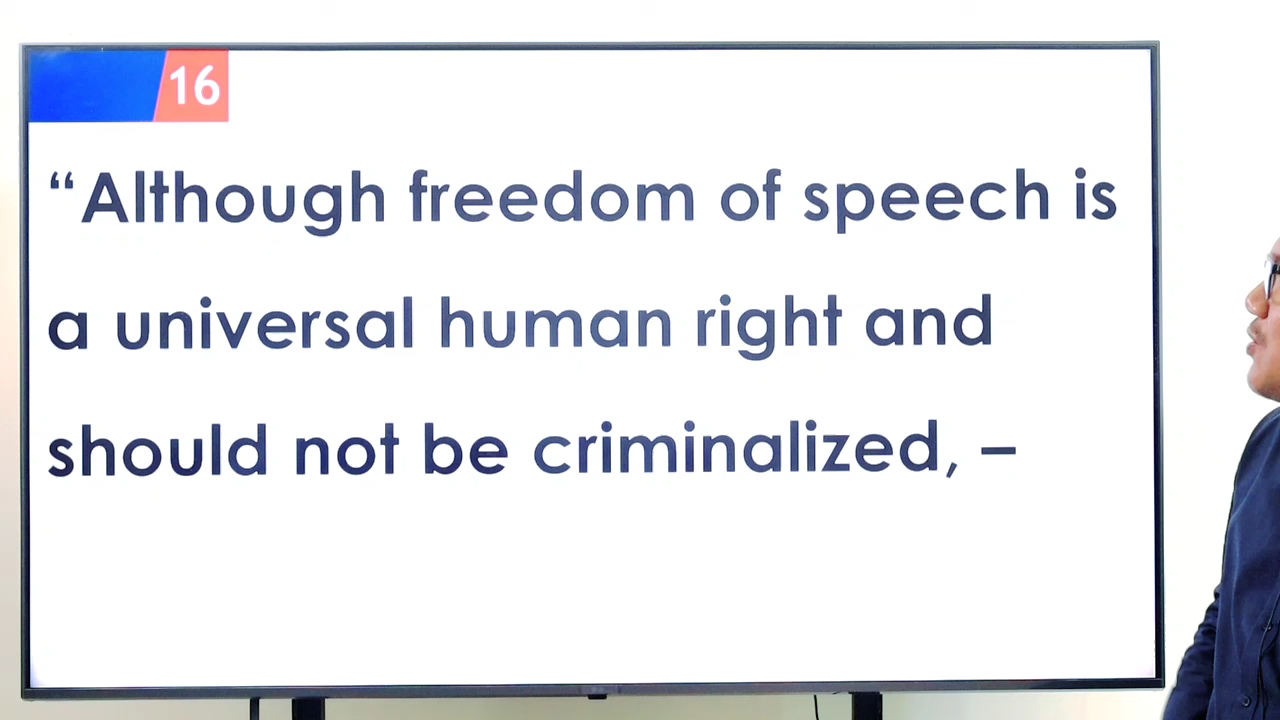 16
“Although freedom of speech is
a universal human right and
should not be criminalized, –